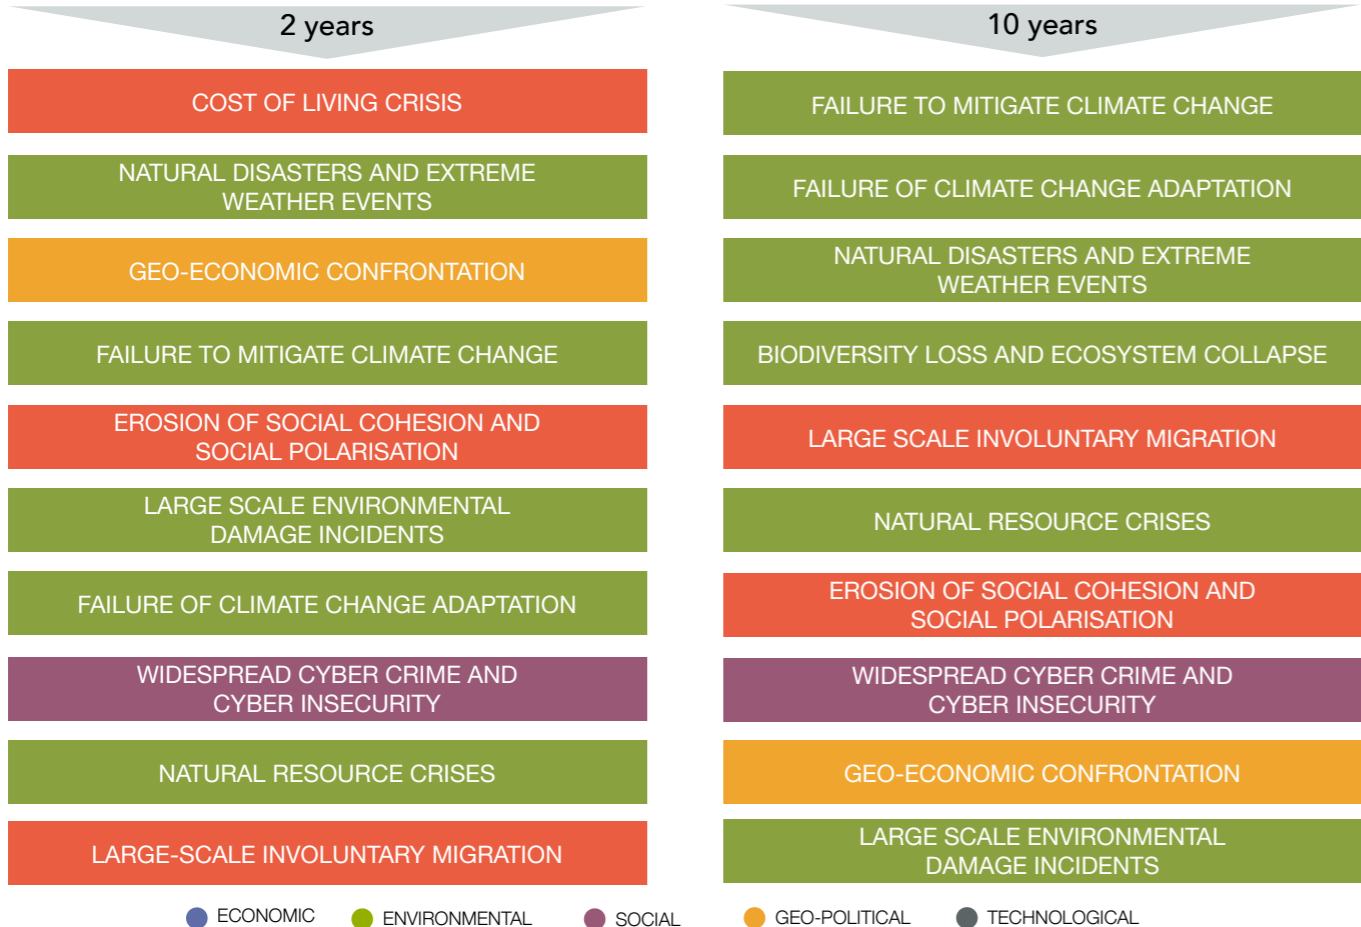 2 years
COST OF LIVING CRISIS
NATURAL DISASTERS AND EXTREME
WEATHER EVENTS
GEO-ECONOMIC CONFRONTATION
FAILURE TO MITIGATE CLIMATE CHANGE
EROSION OF SOCIAL COHESION AND
SOCIAL POLARISATION
LARGE SCALE ENVIRONMENTAL
DAMAGE INCIDENTS
FAILURE OF CLIMATE CHANGE ADAPTATION
WIDESPREAD CYBER CRIME AND
CYBER INSECURITY
NATURAL RESOURCE CRISES
LARGE-SCALE INVOLUNTARY MIGRATION
10 years
FAILURE TO MITIGATE CLIMATE CHANGE
FAILURE OF CLIMATE CHANGE ADAPTATION
NATURAL DISASTERS AND EXTREME
WEATHER EVENTS
BIODIVERSITY LOSS AND ECOSYSTEM COLLAPSE
LARGE SCALE INVOLUNTARY MIGRATION
NATURAL RESOURCE CRISES
EROSION OF SOCIAL COHESION AND
SOCIAL POLARISATION
WIDESPREAD CYBER CRIME AND
CYBER INSECURITY
GEO-ECONOMIC CONFRONTATION
LARGE SCALE ENVIRONMENTAL
DAMAGE INCIDENTS
ECONOMIC
ENVIRONMENTAL
SOCIAL
GEO-POLITICAL
TECHNOLOGICAL